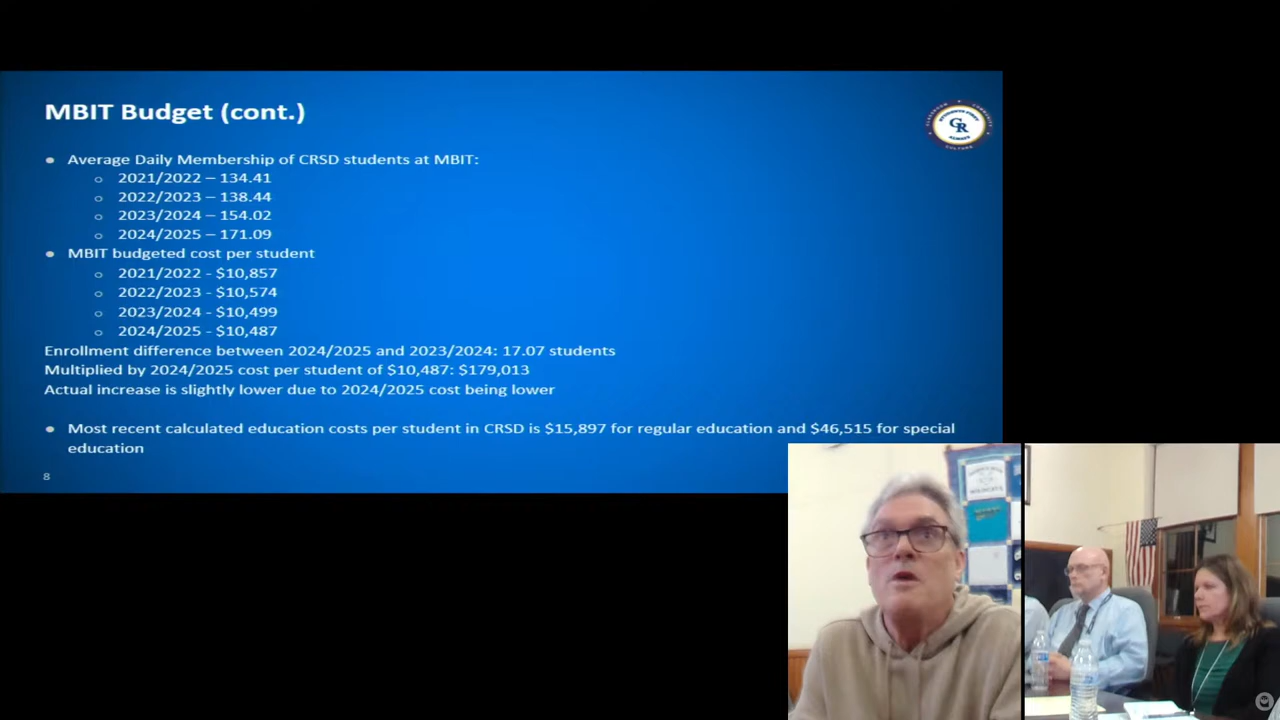 MBIT Budget (cont.)
● Average Daily Membership of CRSD students at MBIT:
○ 2021/2022 – 134.41
○ 2022/2023 – 138.44
○ 2023/2024 – 154.02
○ 2024/2025 – 171.09
● MBIT budgeted cost per student
○ 2021/2022 - $10,857
○ 2022/2023 - $10,574
○ 2023/2024 - $10,499
○ 2024/2025 - $10,487
Enrollment difference between 2024/2025 and 2023/2024: 17.07 students
Multiplied by 2024/2025 cost per student of $10,487: $179,013
Actual increase is slightly lower due to 2024/2025 cost being lower
● Most recent calculated education costs per student in CRSD is $15,897 for regular education and $46,515 for special
education
8
STUDENTS FIRST
CR
ALWAYS
CULTURE